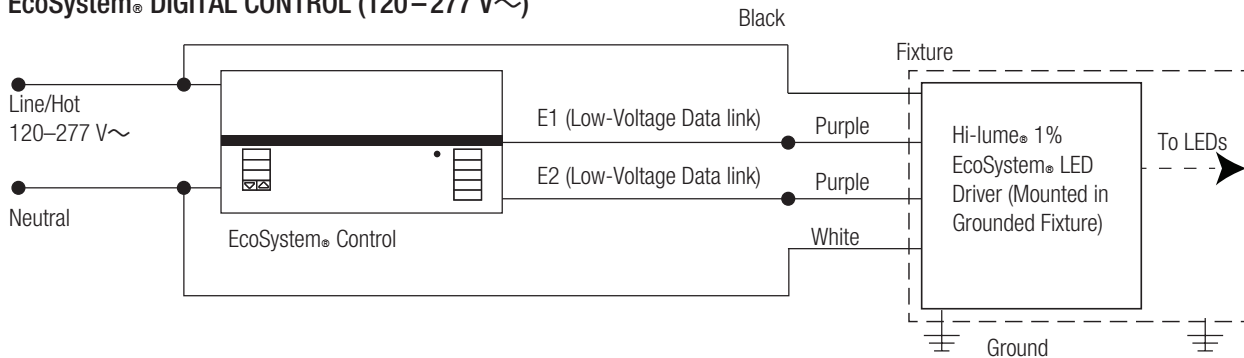 EcoSystem® DIGITAL CONTROL (120–277 V~)
Black
Fixture
Line/Hot
120–277 V~
E1 (Low-Voltage Data link)
Purple
E2 (Low-Voltage Data link)
Purple
Hi-lume® 1%
EcoSystem® LED
Driver (Mounted in
Grounded Fixture)
To LEDs
Neutral
EcoSystem® Control
White
Ground